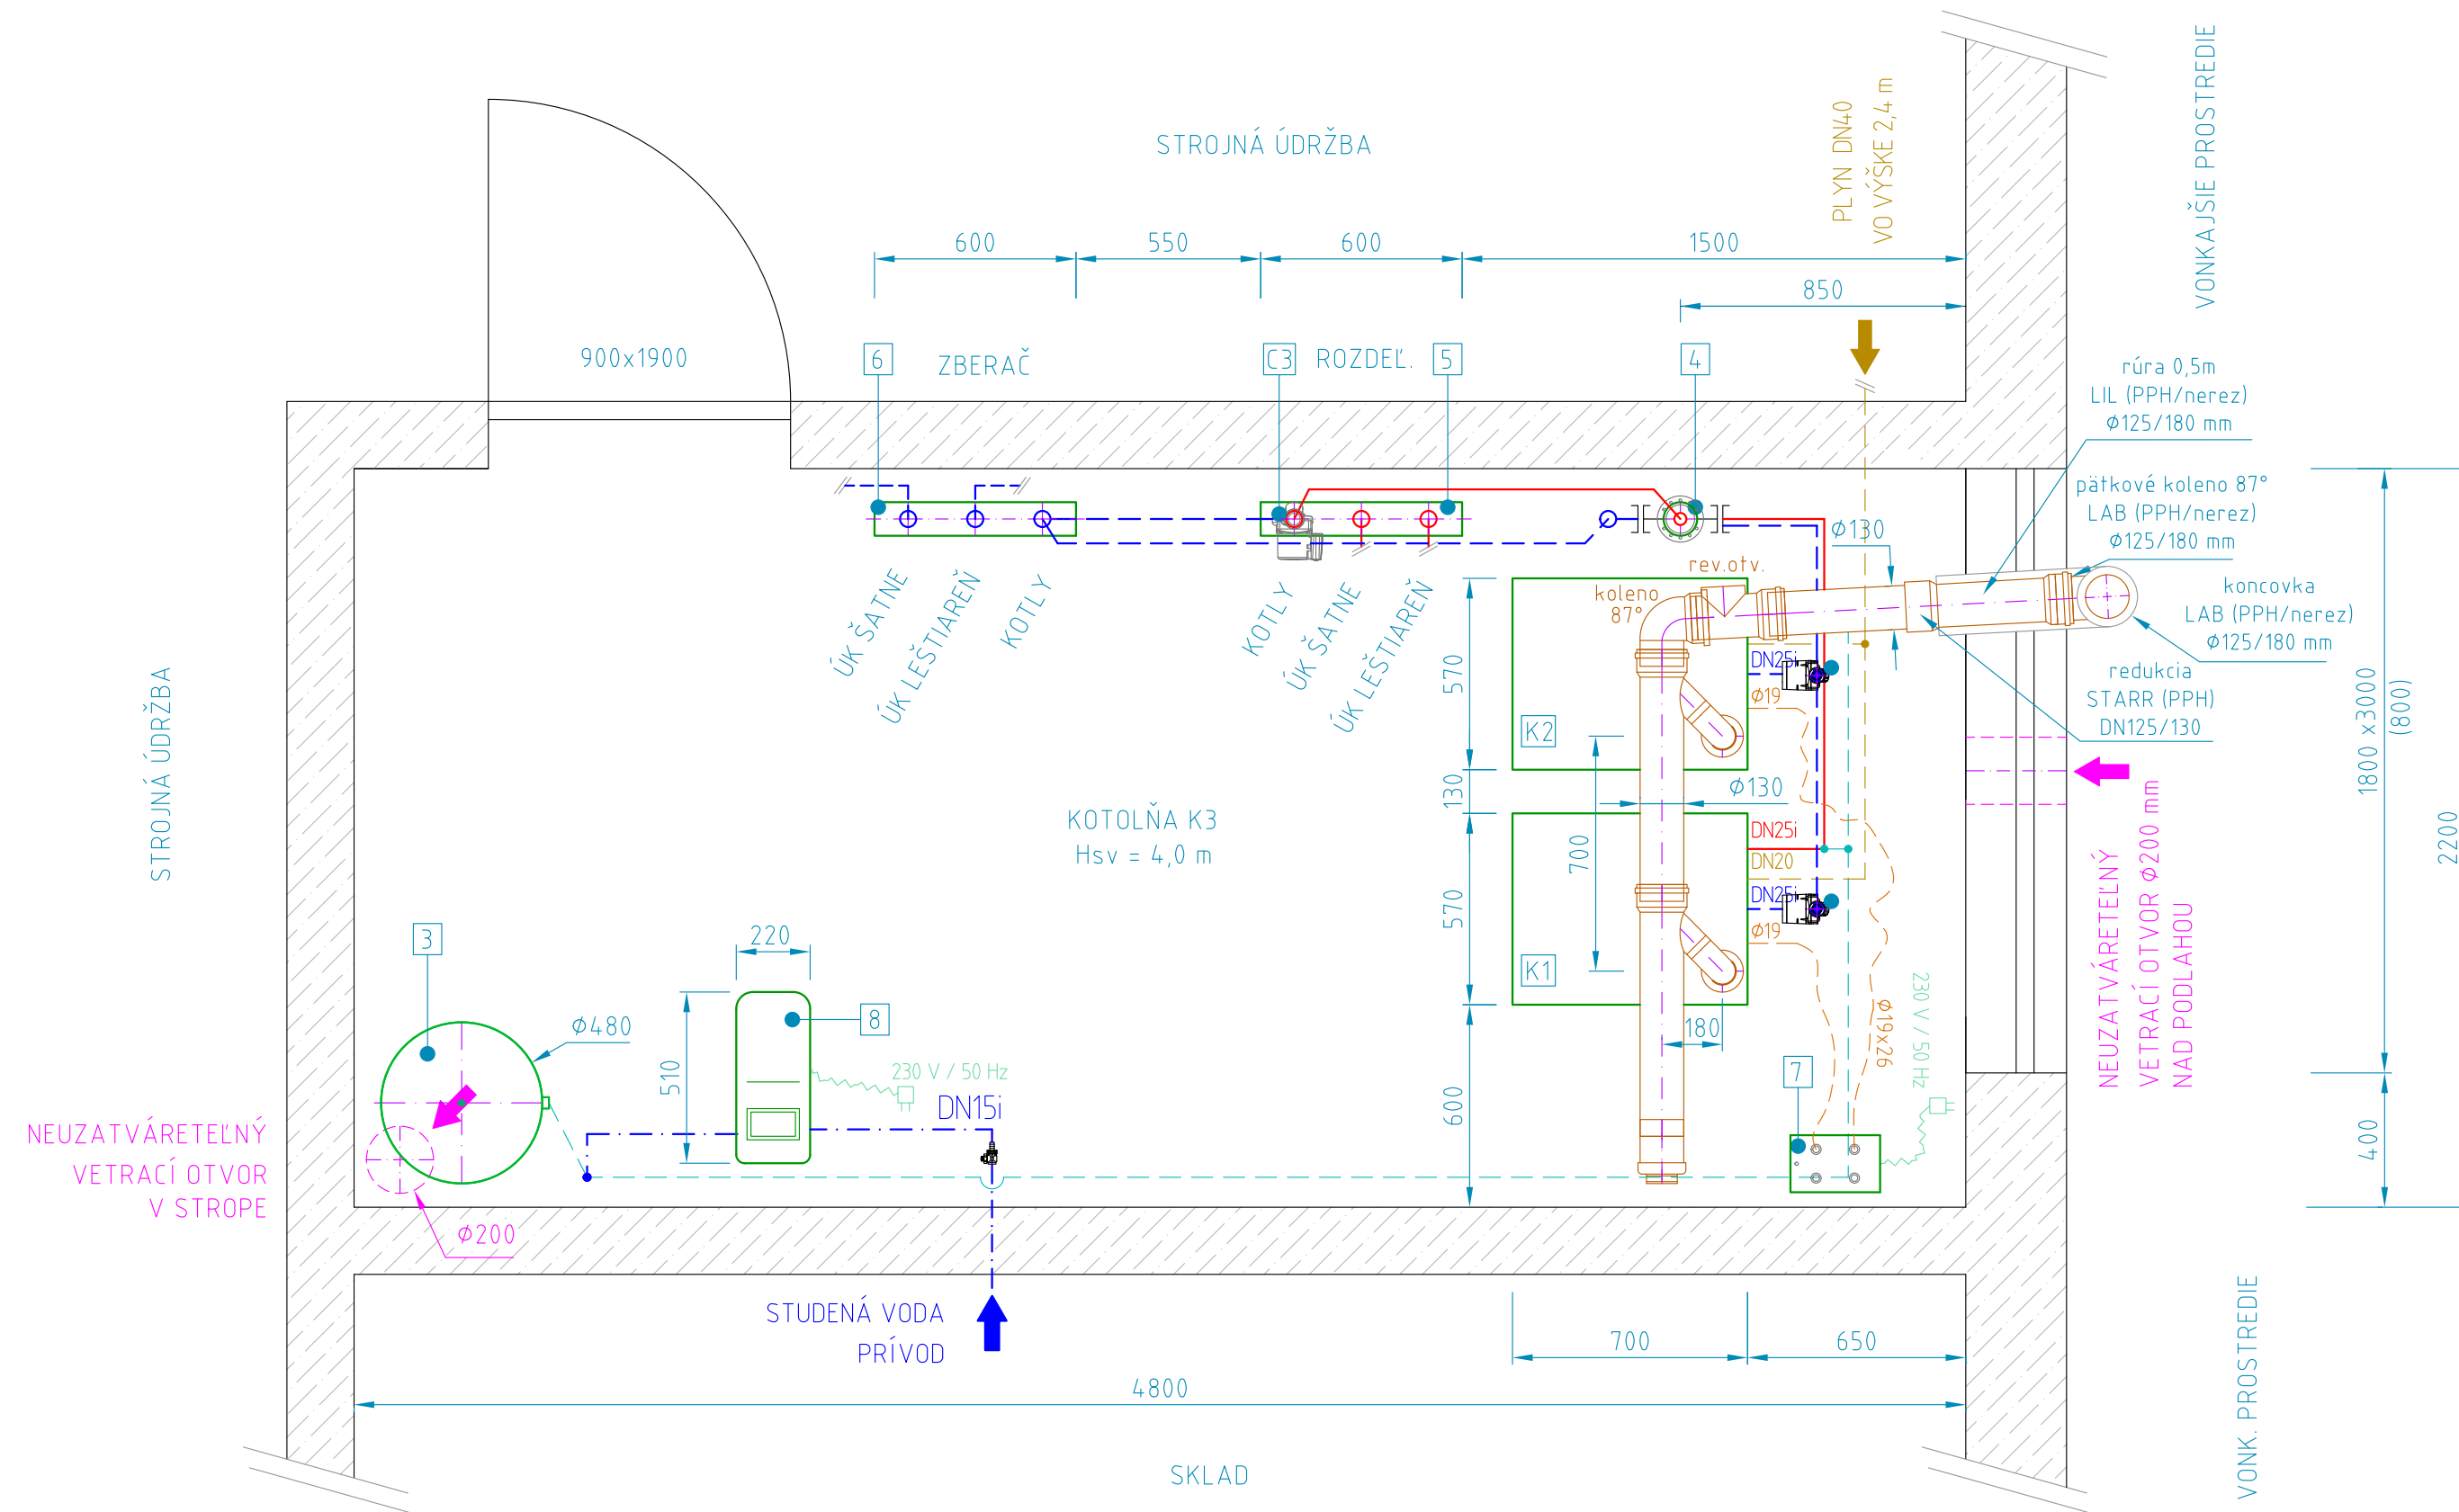 STROJNÁ ÚDRŽBA
PLYN DN40
VO VÝŠKE 2,4 m
VONKAJŠIE PROSTREDIE
600
550
600
1500
850
900x1900
6
ZBERAČ
C3
ROZDEĽ.
5
4
rúra 0,5m
LIL (PPH/nerez)
Ø125/180 mm
pätkové koleno 87°
LAB (PPH/nerez)
Ø125/180 mm
koncovka
LAB (PPH/nerez)
Ø125/180 mm
redukcia
STARR (PPH)
DN125/130
Ø130
rev.otv.
koleno
87°
ÚK ŠATNE
ÚK LEŠTIAREŇ
KOTLY
KOTLY
ÚK ŠATNE
ÚK LEŠTIAREŇ
570
DN25i
Ø19
K2
130
Ø130
700
STROJNÁ ÚDRŽBA
KOTOLŇA K3
Hsv = 4,0 m
DN25i
DN20
DN25i
Ø19
570
K1
180
600
1800 x3000
(800)
2200
400
NEUZATVÁRETEĽNÝ
VETRACÍ OTVOR Ø200 mm
NAD PODLAHOU
3
Ø480
220
510
8
230 V / 50 Hz
DN15i
230 V / 50 Hz
Ø19x26
7
NEUZATVÁRETEĽNÝ
VETRACÍ OTVOR
V STROPE
Ø200
STUDENÁ VODA
PRÍVOD
700
650
4800
SKLAD
VONK. PROSTREDIE